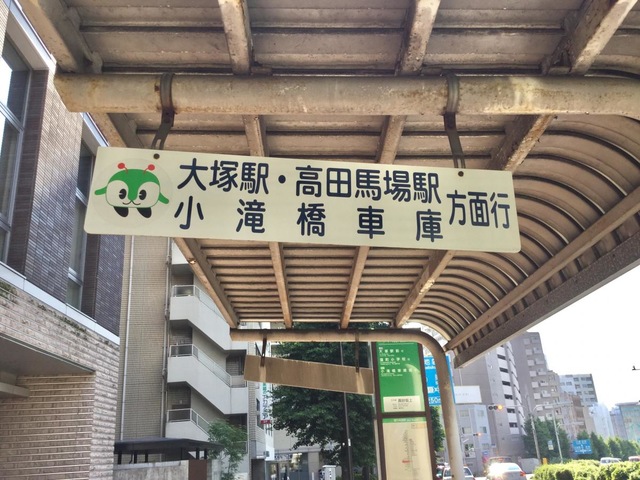 大塚駅・高田馬場駅
小滝橋車庫
方面行